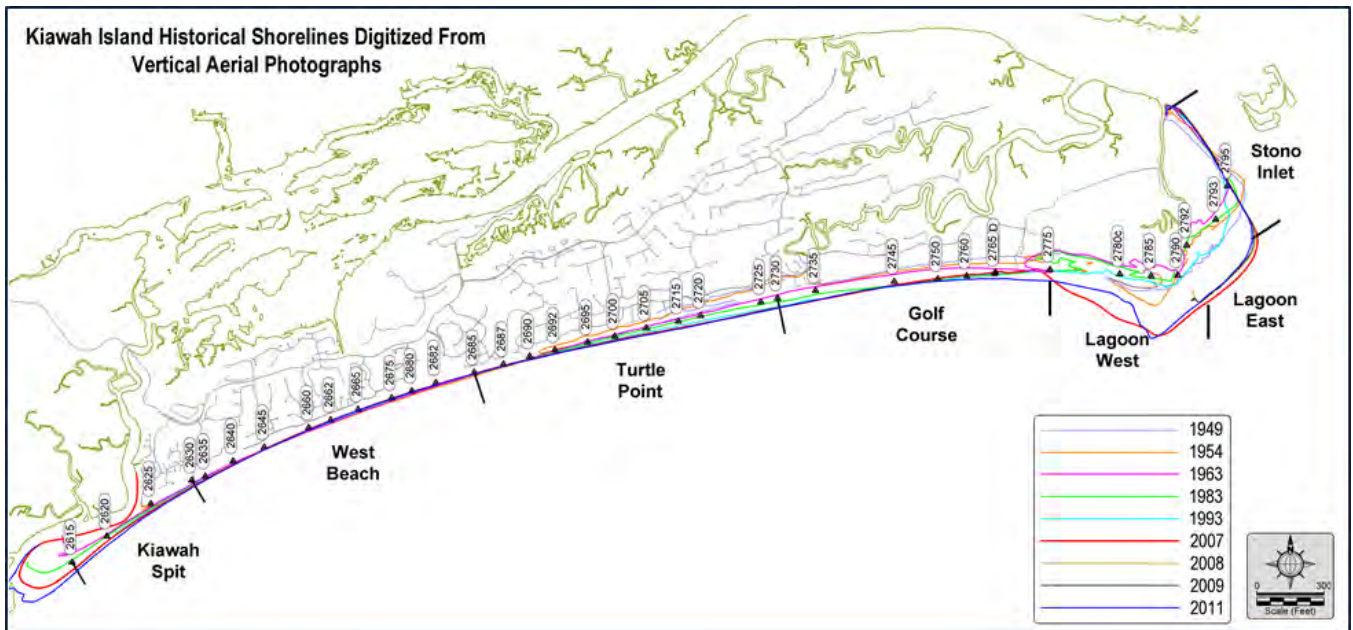 Kiawah Island Historical Shorelines Digitized From
Vertical Aerial Photographs
Stono
Inlet
2795
2793
2792
2790
2785
2780c
2775
2765 D
2760
2750
2745
2735
2730
2725
2720
2715
2705
2700
2695
2692
2690
2687
2685
2682
2680
2675
2665
2662
2660
2645
2640
2635
2630
2625
2620
2615
Lagoon
East
Lagoon
West
Golf
Course
Turtle
Point
West
Beach
Kiawah
Spit
1949
1954
1963
1983
1993
2007
2008
2009
2011
N
0 300
Scale (Feet)